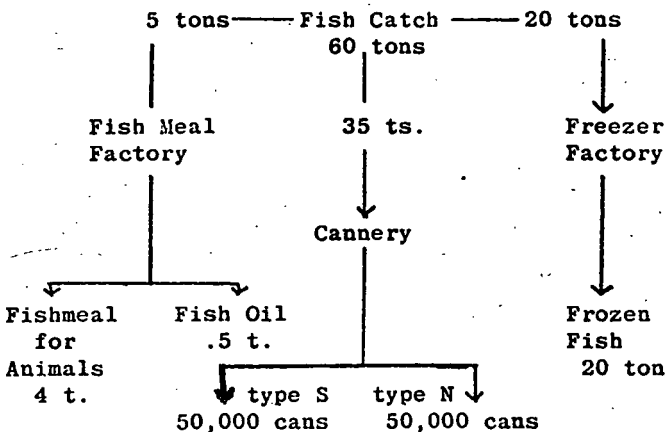 5 tons Fish Catch 20 tons
60 tons
Fish Meal
Factory
35 ts.
Freezer
Factory
Cannery
Fishmeal
for
Animals
4 t.
Fish Oil
.5 t.
Frozen
Fish
20 ton
type S
50,000 cans
type N
50,000 cans